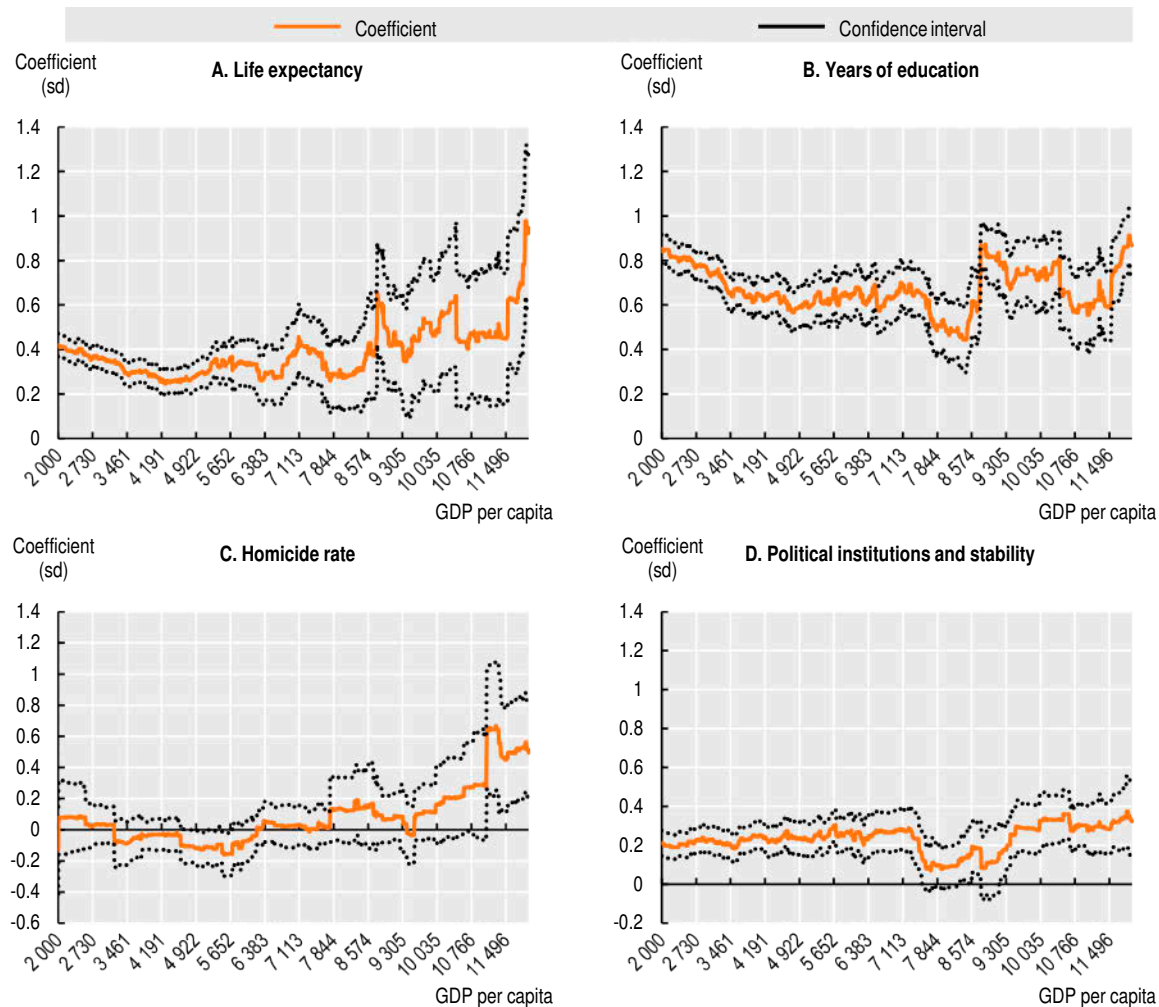 Coefficient Confidence interval
Coefficient
(sd)
A. Life expectancy
1.4
1.2
1
0.8
0.6
0.4
0.2
0
2 000 2 730 3 461 4 191 4 922 5 652 6 383 7 113 7 844 8 574 9 305 10 035 10 766 11 496
GDP per capita
Coefficient
(sd)
B. Years of education
1.4
1.2
1
0.8
0.6
0.4
0.2
0
2 000 2 730 3 461 4 191 4 922 5 652 6 383 7 113 7 844 8 574 9 305 10 035 10 766 11 496
GDP per capita
Coefficient
(sd)
C. Homicide rate
1.4
1.2
1
0.8
0.6
0.4
0.2
0
-0.2
-0.4
-0.6
2 000 2 730 3 461 4 191 4 922 5 652 6 383 7 113 7 844 8 574 9 305 10 035 10 766 11 496
GDP per capita
Coefficient
(sd)
D. Political institutions and stability
1.4
1.2
1
0.8
0.6
0.4
0.2
0
-0.2
2 000 2 730 3 461 4 191 4 922 5 652 6 383 7 113 7 844 8 574 9 305 10 035 10 766 11 496
GDP per capita